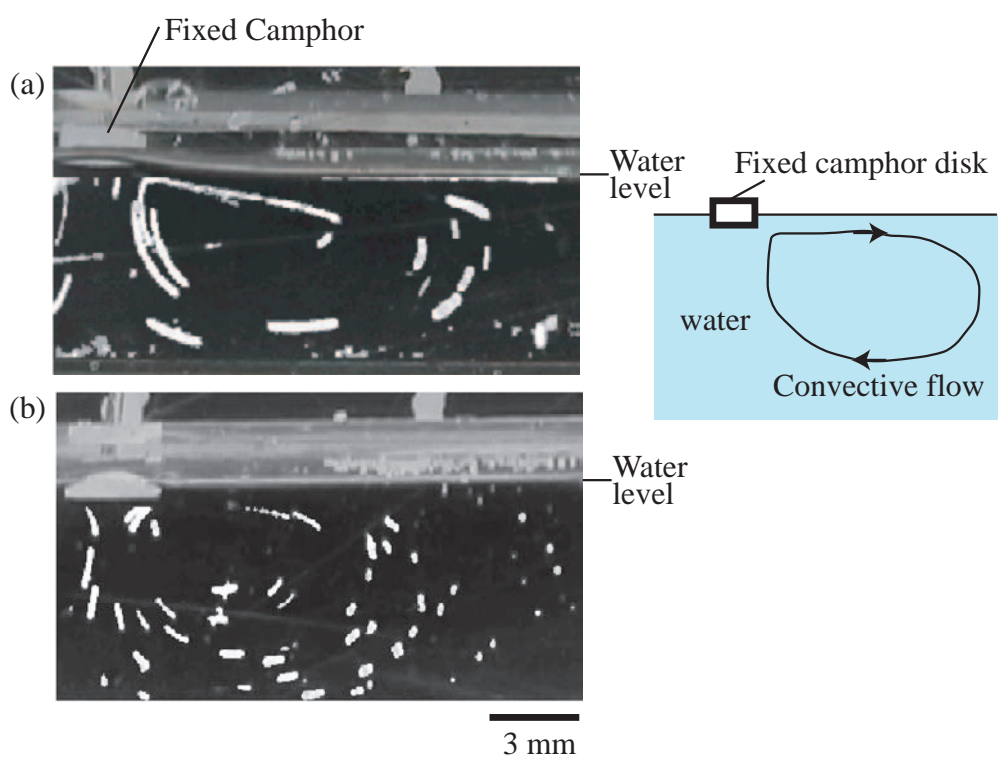 Fixed Camphor
(a)
Water
level
Fixed camphor disk
water
Convective flow
(b)
Water
level
3 mm